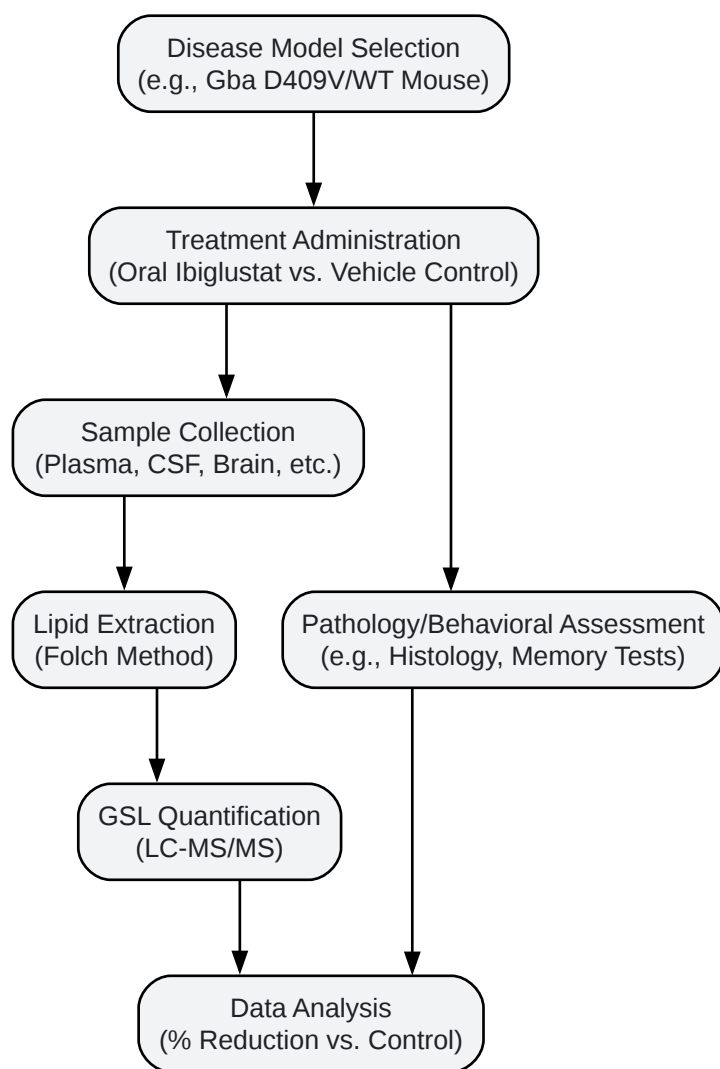 Disease Model Selection
(e.g., Gba D409V/WT Mouse)
Treatment Administration
(Oral Ibiglustat vs. Vehicle Control)
Sample Collection
(Plasma, CSF, Brain, etc.)
Lipid Extraction
(Folch Method)
Pathology/Behavioral Assessment
(e.g., Histology, Memory Tests)
GSL Quantification
(LC-MS/MS)
Data Analysis
(% Reduction vs. Control)